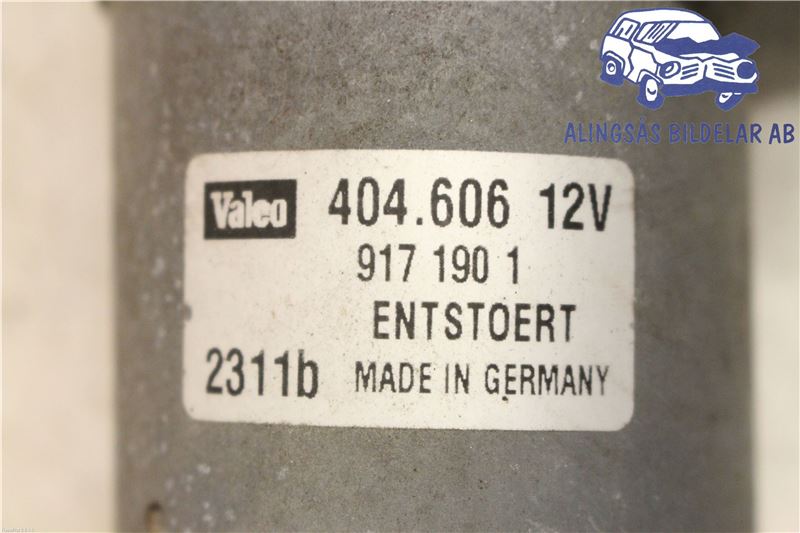 ALINGSÅS BILDELAR AB
Valeo 404.606 12V
917 190 1
ENTSTOERT
2311b MADE IN GERMANY